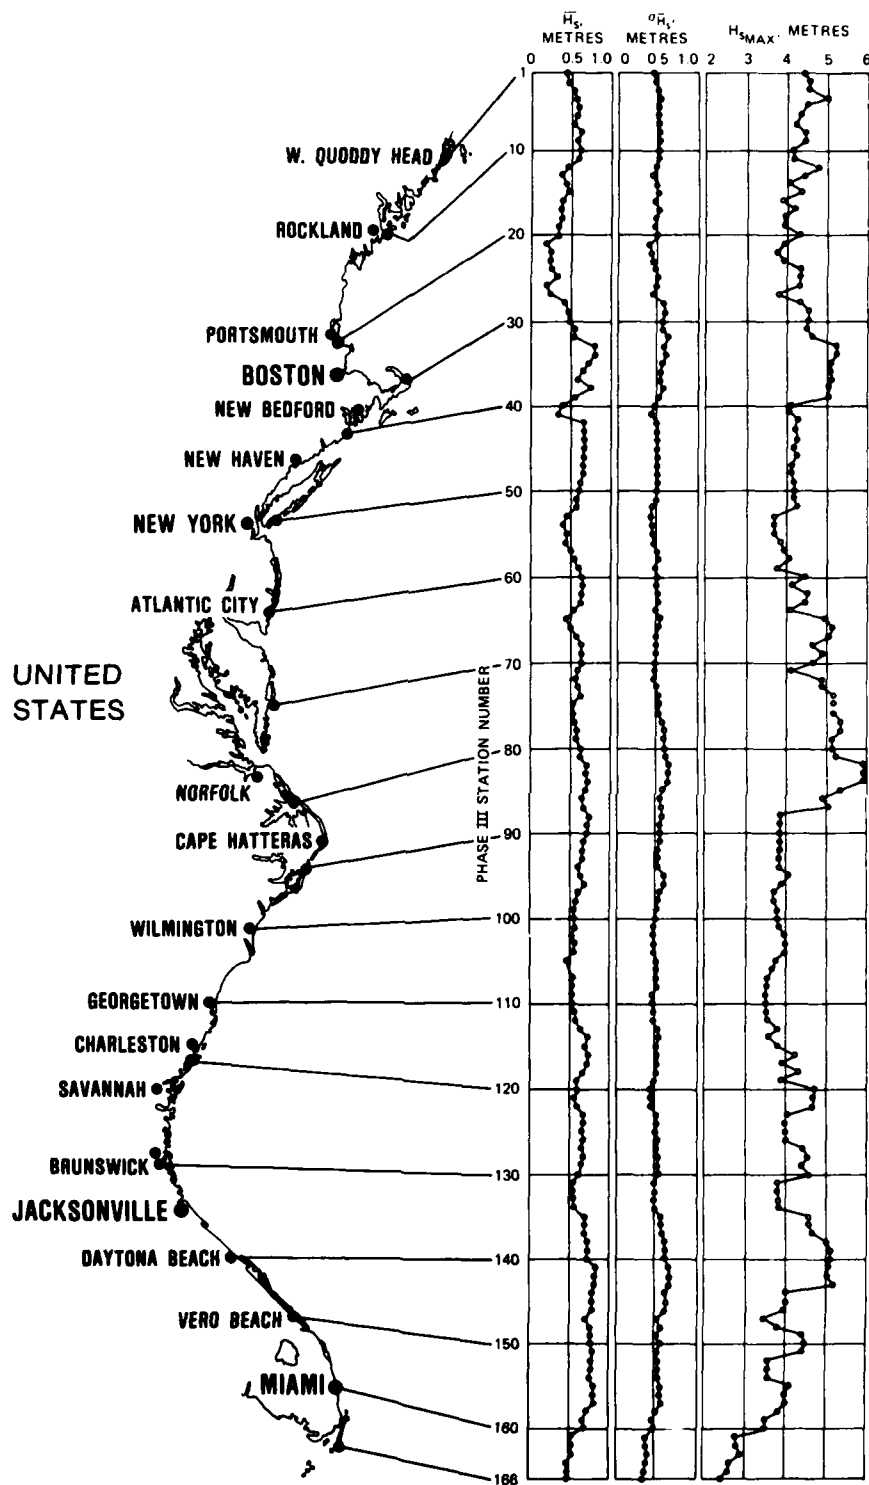 H̅s,
METRES
0 0.5 1.0
σH̅s,
METRES
0 0.5 1.0
HsMAX, METRES
2 3 4 5 6
1
10
20
30
40
50
60
70
80
90
100
110
120
130
140
150
160
166
PHASE III STATION NUMBER
W. QUODDY HEAD
ROCKLAND
PORTSMOUTH
BOSTON
NEW BEDFORD
NEW HAVEN
NEW YORK
ATLANTIC CITY
UNITED
STATES
NORFOLK
CAPE HATTERAS
WILMINGTON
GEORGETOWN
CHARLESTON
SAVANNAH
BRUNSWICK
JACKSONVILLE
DAYTONA BEACH
VERO BEACH
MIAMI